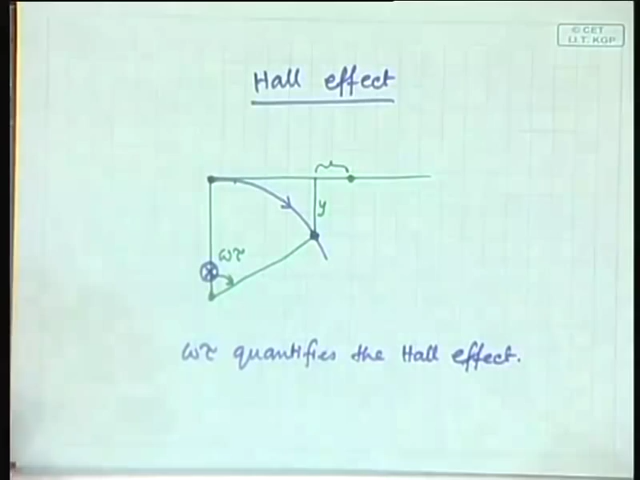 © CET
I.I.T. KGP
Hall effect
y
ωτ
ωτ quantifies the Hall effect.